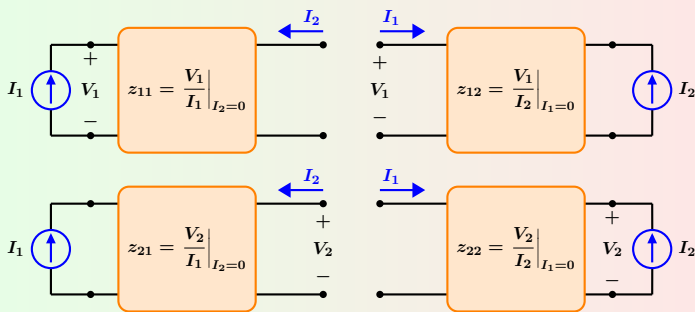 I₂ I₁
I₁ + V₁ − z₁₁ = V₁/I₁ |I₂=0 + V₁ − z₁₂ = V₁/I₂ |I₁=0 I₂
I₂ I₁
I₁ z₂₁ = V₂/I₁ |I₂=0 + V₂ − z₂₂ = V₂/I₂ |I₁=0 + V₂ − I₂